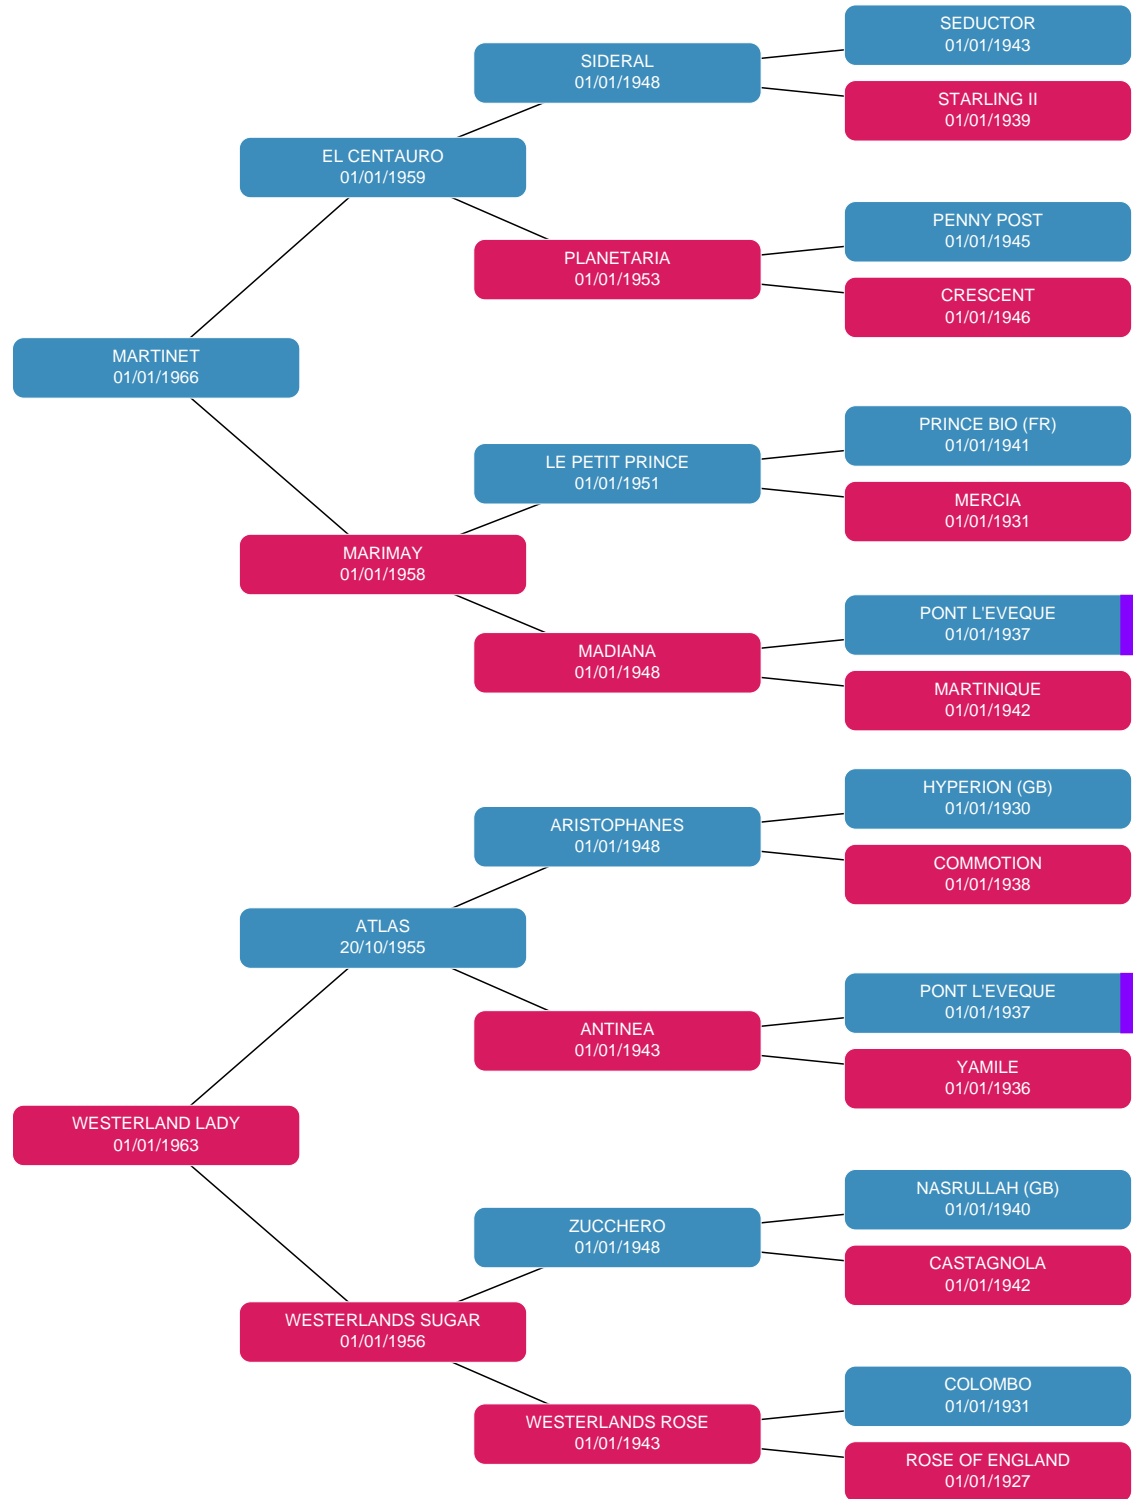 SEDUCTOR
01/01/1943
SIDERAL
01/01/1948
STARLING II
01/01/1939
EL CENTAURO
01/01/1959
PENNY POST
01/01/1945
PLANETARIA
01/01/1953
CRESCENT
01/01/1946
MARTINET
01/01/1966
PRINCE BIO (FR)
01/01/1941
LE PETIT PRINCE
01/01/1951
MERCIA
01/01/1931
MARIMAY
01/01/1958
PONT L'EVEQUE
01/01/1937
MADIANA
01/01/1948
MARTINIQUE
01/01/1942
HYPERION (GB)
01/01/1930
ARISTOPHANES
01/01/1948
COMMOTION
01/01/1938
ATLAS
20/10/1955
PONT L'EVEQUE
01/01/1937
ANTINEA
01/01/1943
YAMILE
01/01/1936
WESTERLAND LADY
01/01/1963
NASRULLAH (GB)
01/01/1940
ZUCCHERO
01/01/1948
CASTAGNOLA
01/01/1942
WESTERLANDS SUGAR
01/01/1956
COLOMBO
01/01/1931
WESTERLANDS ROSE
01/01/1943
ROSE OF ENGLAND
01/01/1927